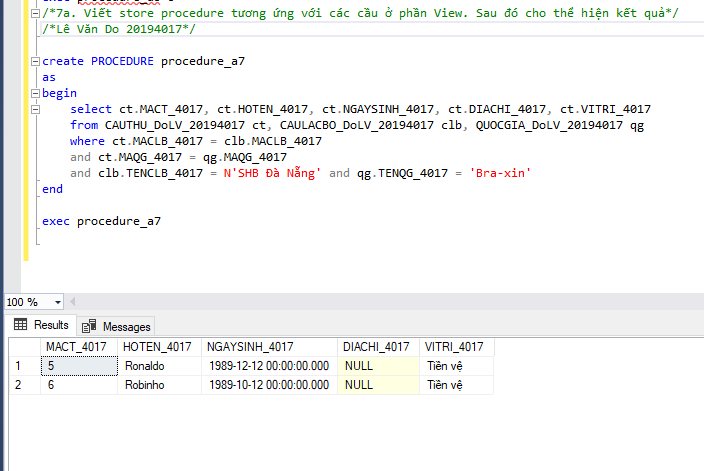 /*7a. Viết store procedure tương ứng với các cầu ở phần View. Sau đó cho thể hiện kết quả*/
/*Lê Văn Do 20194017*/
create PROCEDURE procedure_a7
as
begin
select ct.MACT_4017, ct.HOTEN_4017, ct.NGAYSINH_4017, ct.DIACHI_4017, ct.VITRI_4017
from CAUTHU_DoLV_20194017 ct, CAULACBO_DoLV_20194017 clb, QUOCGIA_DoLV_20194017 qg
where ct.MACLB_4017 = clb.MACLB_4017
and ct.MAQG_4017 = qg.MAQG_4017
and clb.TENCLB_4017 = N'SHB Đà Nẵng' and qg.TENQG_4017 = 'Bra-xin'
end
exec procedure_a7
100 %
Results Messages
MACT_4017 HOTEN_4017 NGAYSINH_4017 DIACHI_4017 VITRI_4017
1 5 Ronaldo 1989-12-12 00:00:00.000 NULL Tiền vệ
2 6 Robinho 1989-10-12 00:00:00.000 NULL Tiền vệ